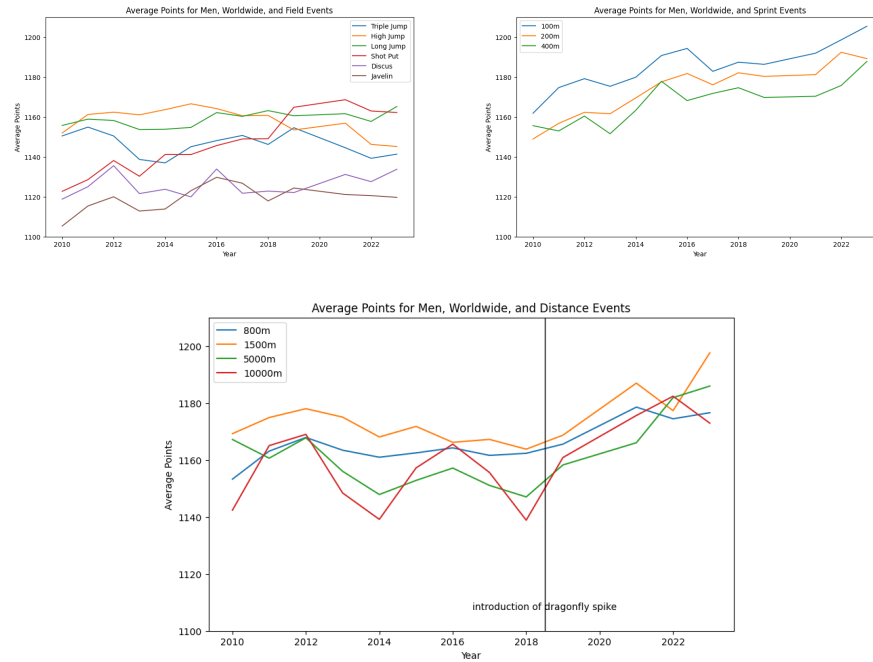 Average Points for Men, Worldwide, and Field Events
Average Points
1200
1180
1160
1140
1120
1100
Triple Jump
High Jump
Long Jump
Shot Put
Discus
Javelin
2010 2012 2014 2016 2018 2020 2022
Year
Average Points for Men, Worldwide, and Sprint Events
Average Points
1200
1180
1160
1140
1120
1100
100m
200m
400m
2010 2012 2014 2016 2018 2020 2022
Year
Average Points for Men, Worldwide, and Distance Events
Average Points
1200
1180
1160
1140
1120
1100
800m
1500m
5000m
10000m
introduction of dragonfly spike
2010 2012 2014 2016 2018 2020 2022
Year